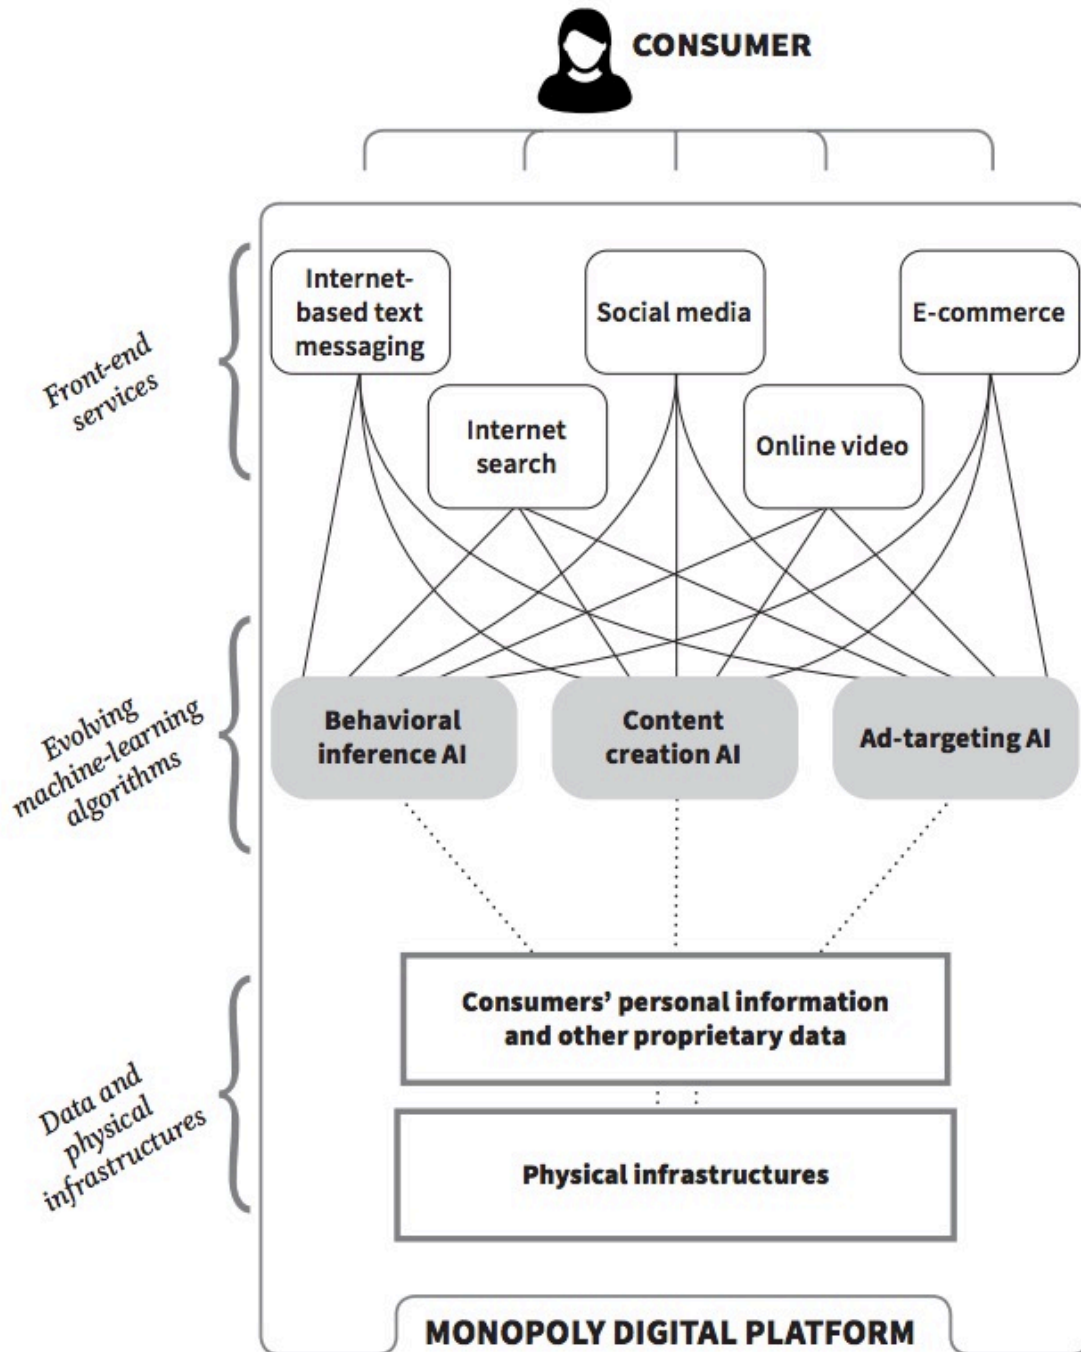 CONSUMER
Front-end
services
Internet-
based text
messaging
Social media
E-commerce
Internet
search
Online video
Evolving
machine-learning
algorithms
Behavioral
inference AI
Content
creation AI
Ad-targeting AI
Data and
physical
infrastructures
Consumers’ personal information
and other proprietary data
Physical infrastructures
MONOPOLY DIGITAL PLATFORM